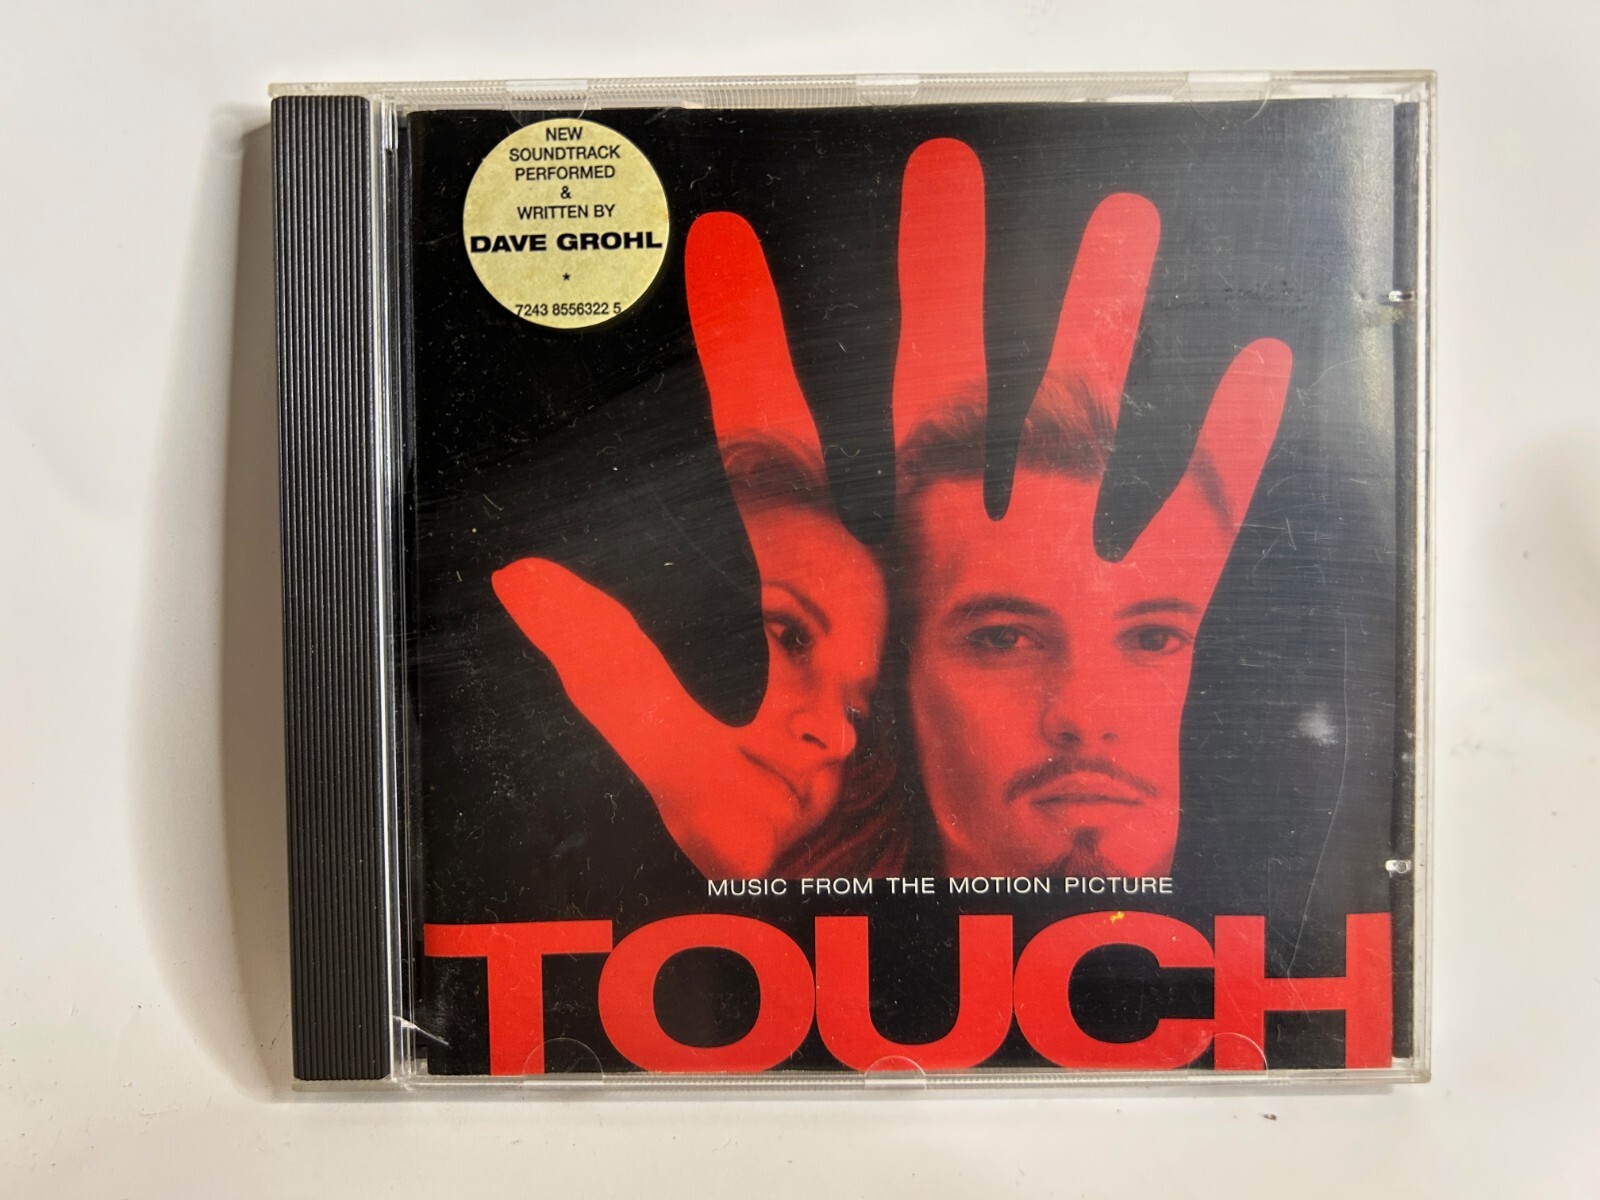 NEW
SOUNDTRACK
PERFORMED
&
WRITTEN BY
DAVE GROHL
*
7243 8556322 5
MUSIC FROM THE MOTION PICTURE
TOUCH